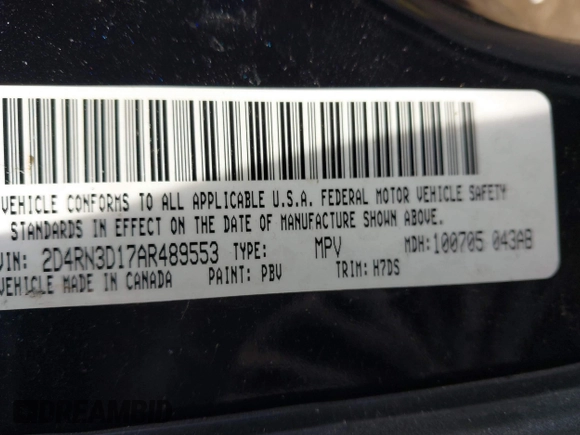 VEHICLE CONFORMS TO ALL APPLICABLE U.S.A. FEDERAL MOTOR VEHICLE SAFETY
STANDARDS IN EFFECT ON THE DATE OF MANUFACTURE SHOWN ABOVE.
VIN: 2D4RN3D17AR489553 TYPE: MPV MDH:100705 043AB
VEHICLE MADE IN CANADA PAINT: PBV TRIM: H7DS
DREAMBID